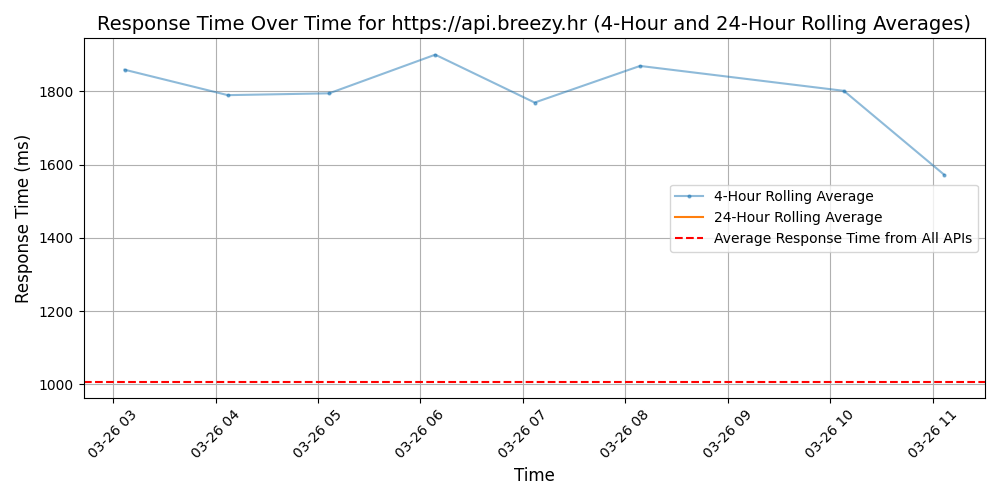 Response Time Over Time for https://api.breezy.hr (4-Hour and 24-Hour Rolling Averages)
Response Time (ms)
1800
1600
1400
1200
1000
4-Hour Rolling Average
24-Hour Rolling Average
Average Response Time from All APIs
03-26 03
03-26 04
03-26 05
03-26 06
03-26 07
03-26 08
03-26 09
03-26 10
03-26 11
Time